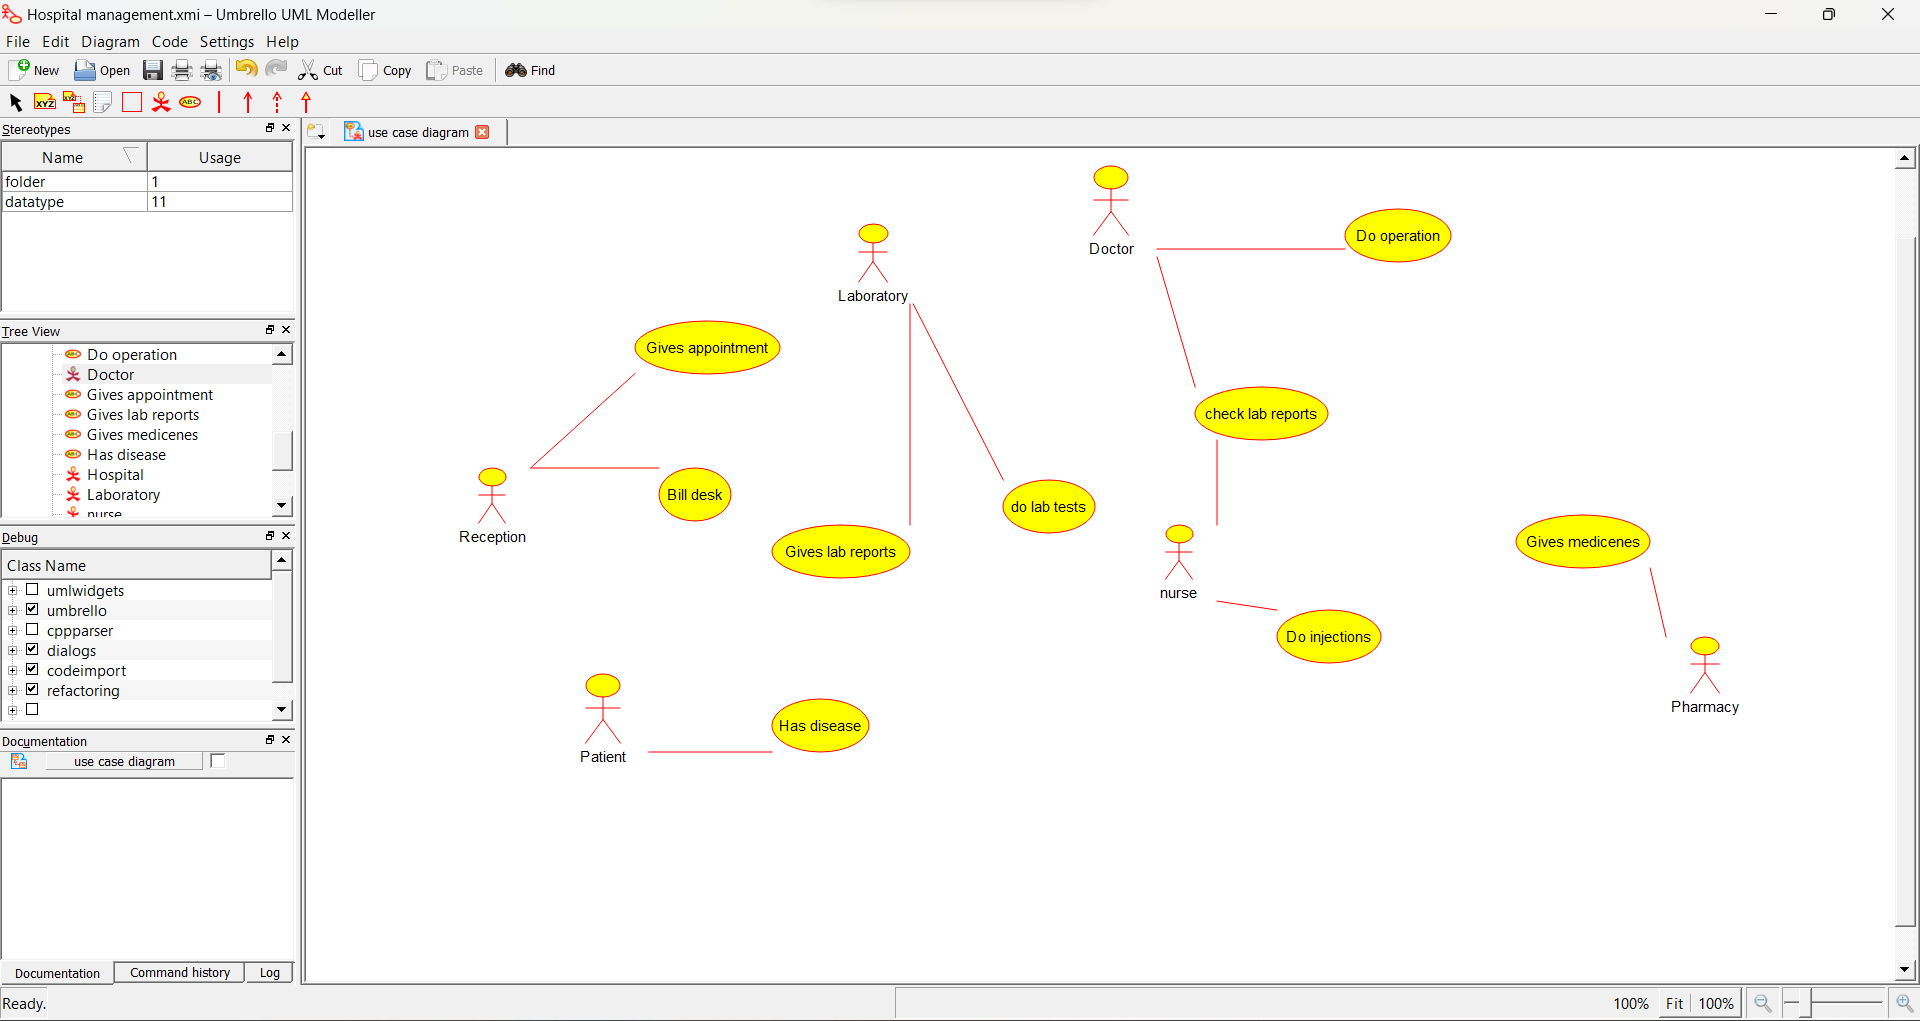 Hospital management.xmi – Umbrello UML Modeller
File Edit Diagram Code Settings Help
New Open Cut Copy Paste Find
XYZ XYZ ABC
Stereotypes
use case diagram
Name Usage
folder 1
datatype 11
Tree View
Do operation
Doctor
Gives appointment
Gives lab reports
Gives medicenes
Has disease
Hospital
Laboratory
nurse
Debug
Class Name
umlwidgets
umbrello
cppparser
dialogs
codeimport
refactoring
Documentation
use case diagram
Documentation Command history Log
Doctor
Do operation
Laboratory
Gives appointment
check lab reports
Bill desk
do lab tests
Reception
Gives lab reports
Gives medicenes
nurse
Do injections
Pharmacy
Has disease
Patient
Ready.
100% Fit 100%